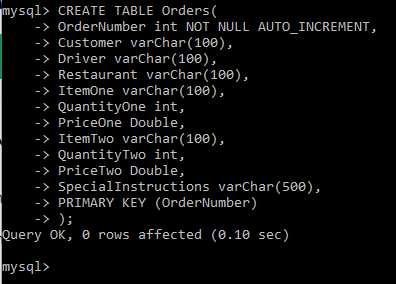 mysql> CREATE TABLE Orders(
-> OrderNumber int NOT NULL AUTO_INCREMENT,
-> Customer varChar(100),
-> Driver varChar(100),
-> Restaurant varChar(100),
-> ItemOne varChar(100),
-> QuantityOne int,
-> PriceOne Double,
-> ItemTwo varChar(100),
-> QuantityTwo int,
-> PriceTwo Double,
-> SpecialInstructions varChar(500),
-> PRIMARY KEY (OrderNumber)
-> );
Query OK, 0 rows affected (0.10 sec)
mysql>